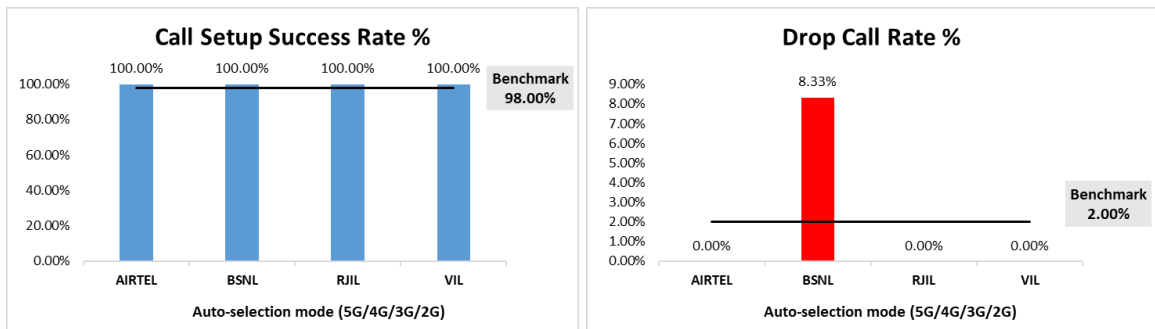 Call Setup Success Rate %
100.00% 100.00% 100.00% 100.00%
Benchmark
98.00%
100.00%
80.00%
60.00%
40.00%
20.00%
0.00%
AIRTEL BSNL RJIL VIL
Auto-selection mode (5G/4G/3G/2G)
Drop Call Rate %
9.00%
8.00%
7.00%
6.00%
5.00%
4.00%
3.00%
2.00%
1.00%
0.00%
8.33%
Benchmark
2.00%
0.00% 0.00% 0.00%
AIRTEL BSNL RJIL VIL
Auto-selection mode (5G/4G/3G/2G)